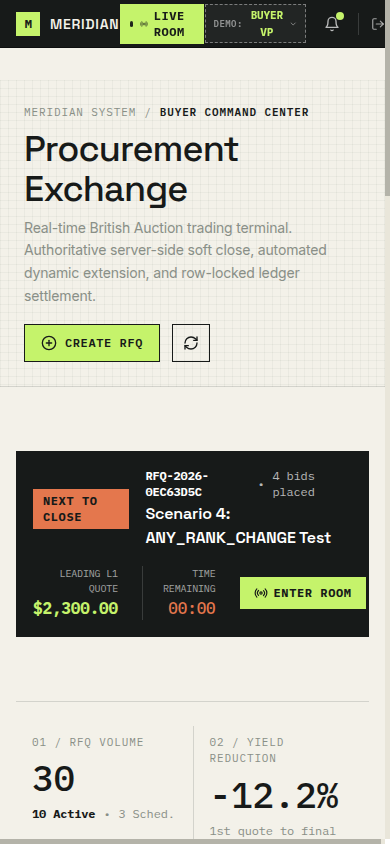 M MERIDIAN LIVE ROOM DEMO: BUYER VP
MERIDIAN SYSTEM / BUYER COMMAND CENTER
Procurement
Exchange
Real-time British Auction trading terminal.
Authoritative server-side soft close, automated
dynamic extension, and row-locked ledger
settlement.
CREATE RFQ
NEXT TO
CLOSE
RFQ-2026-
0EC63D5C
• 4 bids
placed
Scenario 4:
ANY_RANK_CHANGE Test
LEADING L1
QUOTE
$2,300.00
TIME
REMAINING
00:00
ENTER ROOM
01 / RFQ VOLUME
30
10 Active • 3 Sched.
02 / YIELD
REDUCTION
-12.2%
1st quote to final